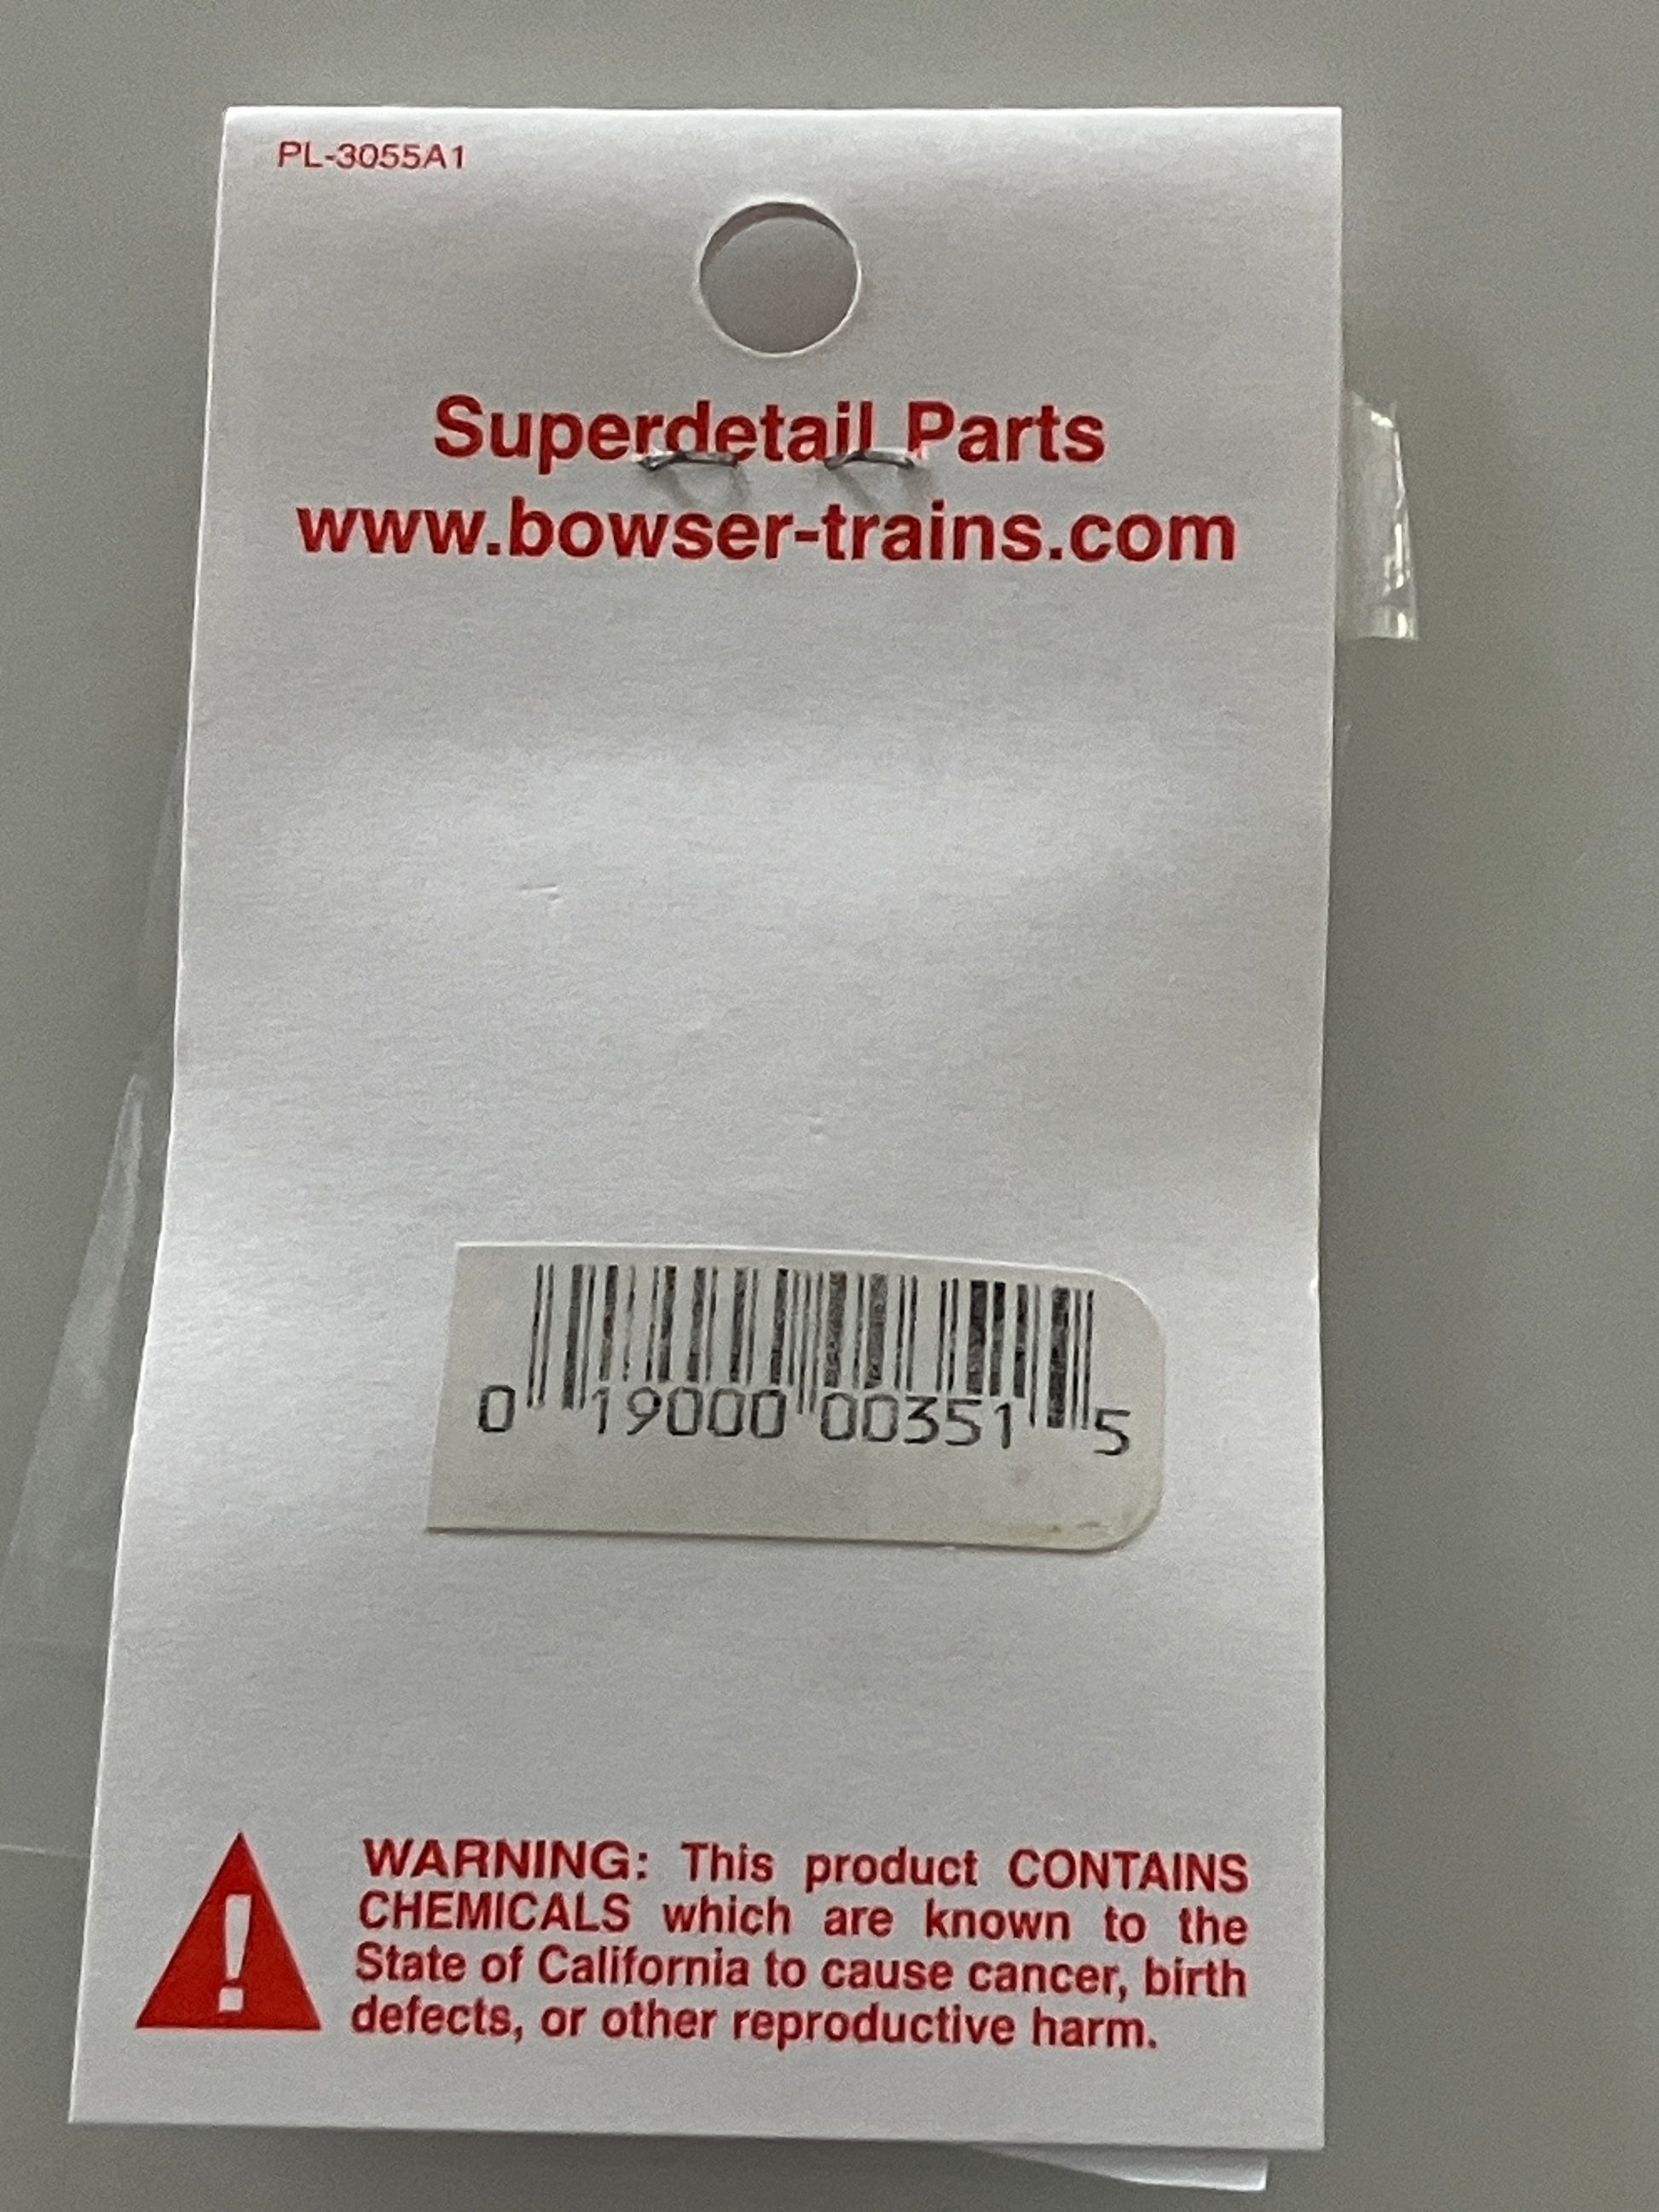 PL-3055A1
Superdetail Parts
www.bowser-trains.com
0 19000 00351 5
WARNING: This product CONTAINS
CHEMICALS which are known to the
State of California to cause cancer, birth
defects, or other reproductive harm.